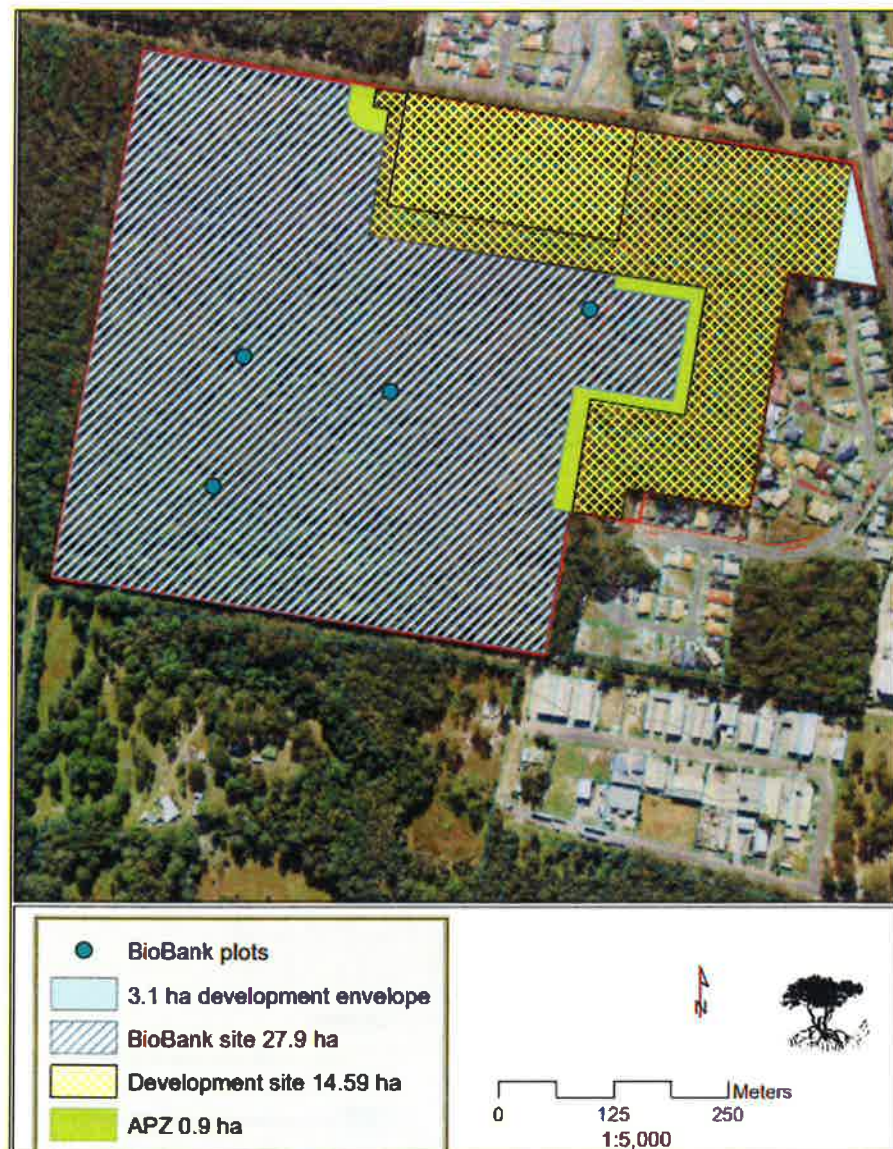 BioBank plots
3.1 ha development envelope
BioBank site 27.9 ha
Development site 14.59 ha
APZ 0.9 ha
N
Meters
0 125 250
1:5,000